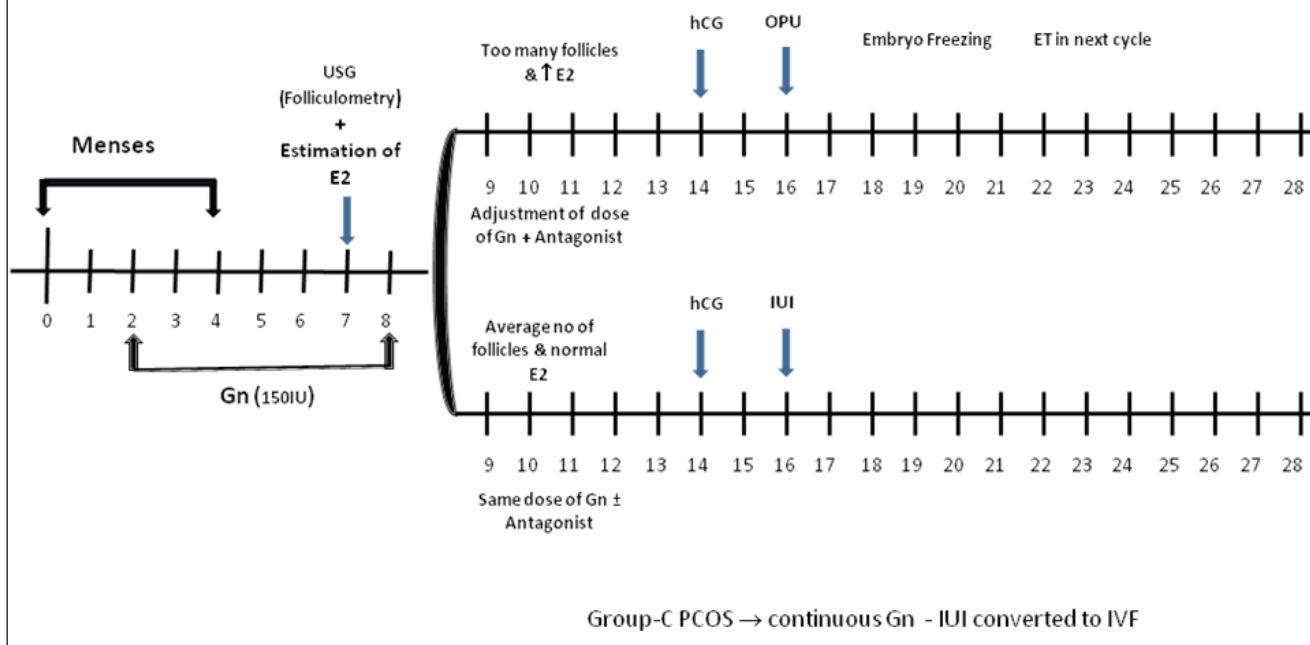 Menses
0 1 2 3 4 5 6 7 8
Gn (150IU)
USG
(Folliculometry)
+
Estimation of
E2
Too many follicles
& ↑ E2
hCG
OPU
Embryo Freezing
ET in next cycle
9 10 11 12 13 14 15 16 17 18 19 20 21 22 23 24 25 26 27 28
Adjustment of dose
of Gn + Antagonist
Average no of
follicles & normal
E2
hCG
IUI
9 10 11 12 13 14 15 16 17 18 19 20 21 22 23 24 25 26 27 28
Same dose of Gn ±
Antagonist
Group-C PCOS → continuous Gn - IUI converted to IVF